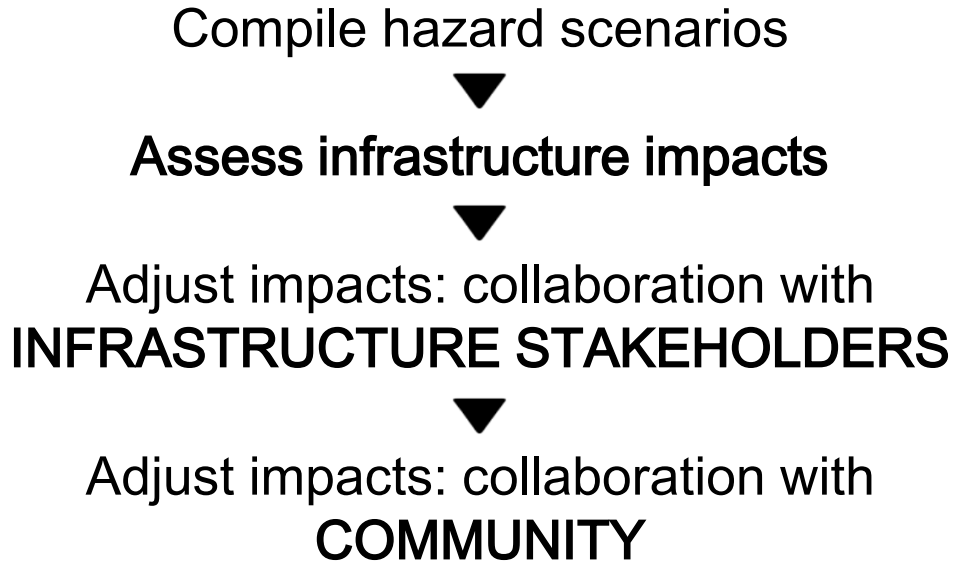 Compile hazard scenarios
Assess infrastructure impacts
Adjust impacts: collaboration with
INFRASTRUCTURE STAKEHOLDERS
Adjust impacts: collaboration with
COMMUNITY